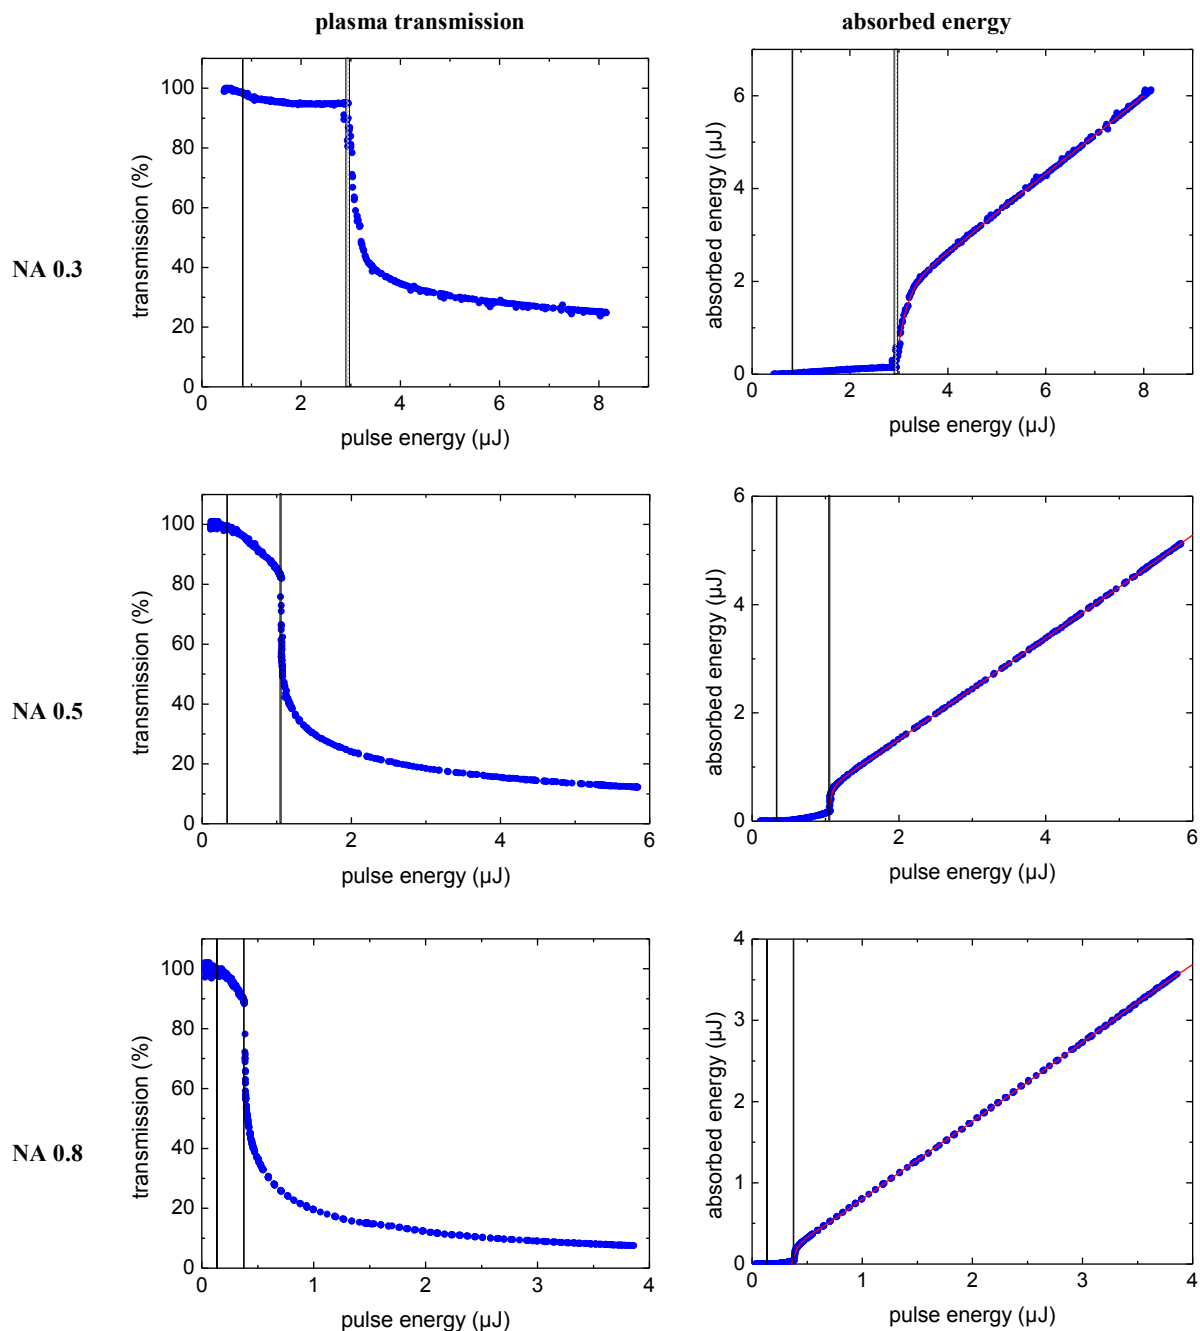 plasma transmission
absorbed energy
NA 0.3
transmission (%)
100
80
60
40
20
0
0 2 4 6 8
pulse energy (µJ)
absorbed energy (µJ)
6
4
2
0
0 2 4 6 8
pulse energy (µJ)
NA 0.5
transmission (%)
100
80
60
40
20
0
0 2 4 6
pulse energy (µJ)
absorbed energy (µJ)
6
4
2
0
0 2 4 6
pulse energy (µJ)
NA 0.8
transmission (%)
100
80
60
40
20
0
0 1 2 3 4
pulse energy (µJ)
absorbed energy (µJ)
4
3
2
1
0
0 1 2 3 4
pulse energy (µJ)